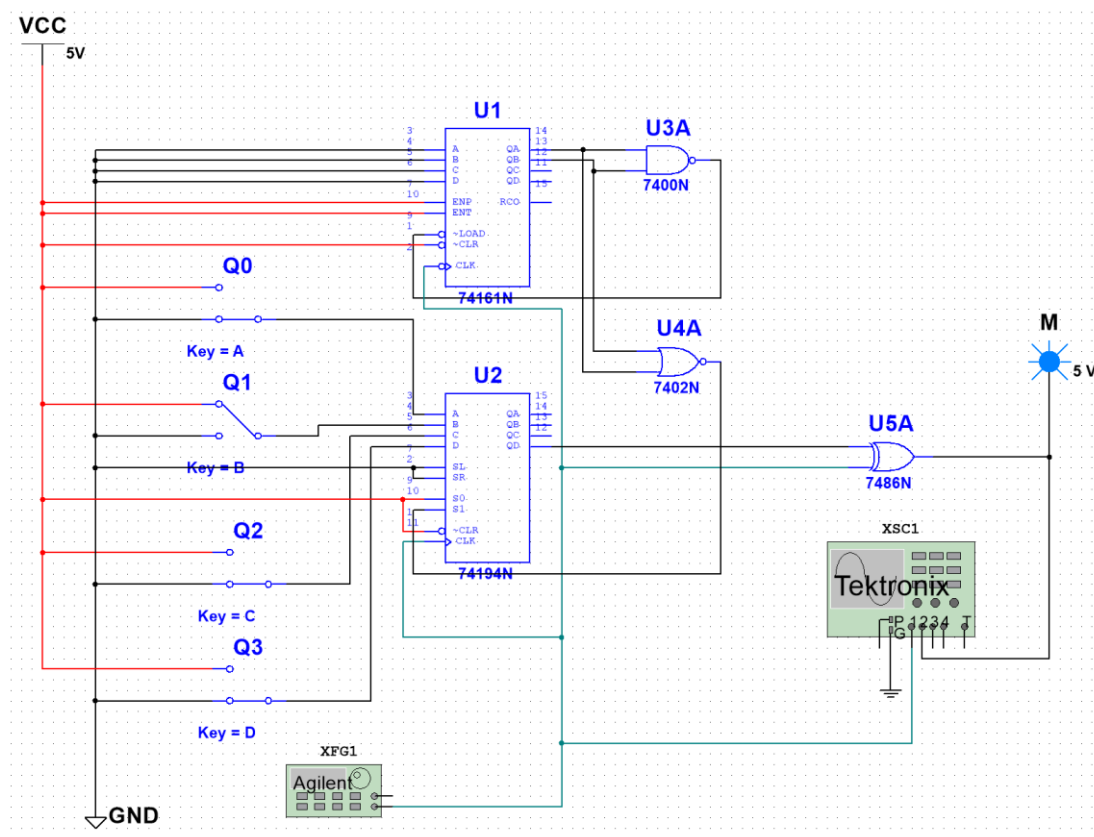 VCC
5V
U1
3
4
5
6
7
10
9
1
2
A
B
C
D
ENP
ENT
~LOAD
~CLR
CLK
QA
QB
QC
QD
RCO
14
13
12
11
15
74161N
U3A
7400N
Q0
Key = A
U4A
7402N
Q1
Key = B
U2
3
4
5
6
7
2
9
10
1
11
A
B
C
D
SL
SR
S0
S1
~CLR
CLK
QA
QB
QC
QD
15
14
13
12
74194N
M
5 V
U5A
7486N
Q2
Key = C
Q3
Key = D
XSC1
Tektronix
P
G
1 2 3 4 T
XFG1
Agilent
GND